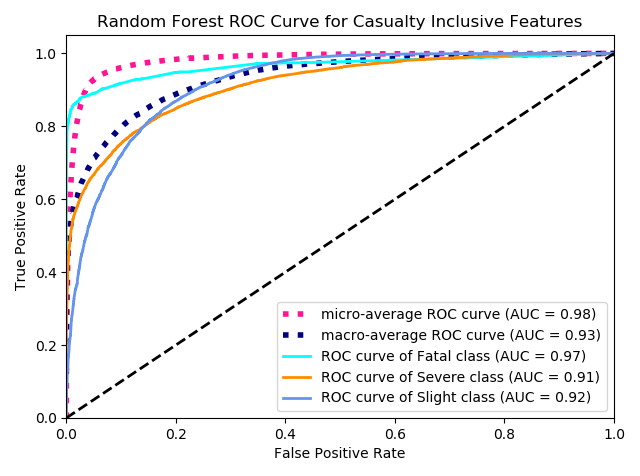 Random Forest ROC Curve for Casualty Inclusive Features
True Positive Rate
1.0
0.8
0.6
0.4
0.2
0.0
micro-average ROC curve (AUC = 0.98)
macro-average ROC curve (AUC = 0.93)
ROC curve of Fatal class (AUC = 0.97)
ROC curve of Severe class (AUC = 0.91)
ROC curve of Slight class (AUC = 0.92)
0.0 0.2 0.4 0.6 0.8 1.0
False Positive Rate